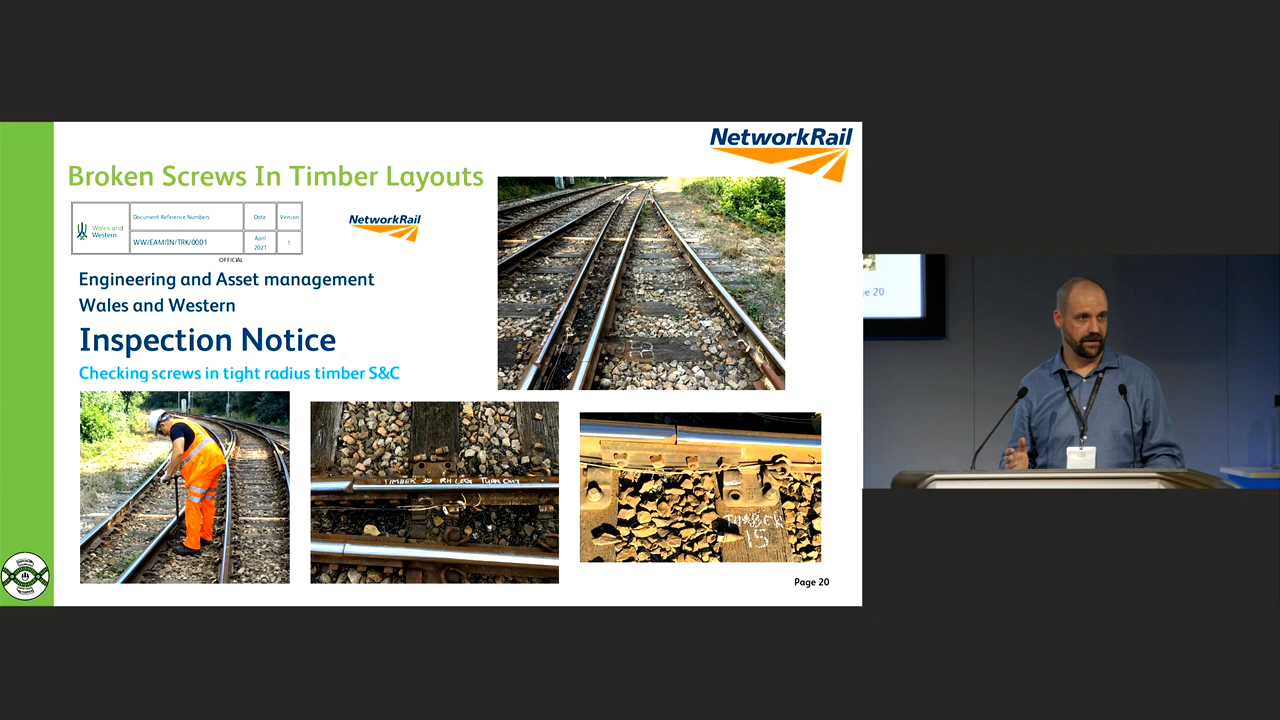 NetworkRail
Broken Screws In Timber Layouts
Document Reference Numbers
Date
Version
Wales and
Western
WW/EAM/IN/TRK/0001
April
2021
1
NetworkRail
OFFICIAL
Engineering and Asset management
Wales and Western
Inspection Notice
Checking screws in tight radius timber S&C
TIMBER
15
Page 20
ge 20